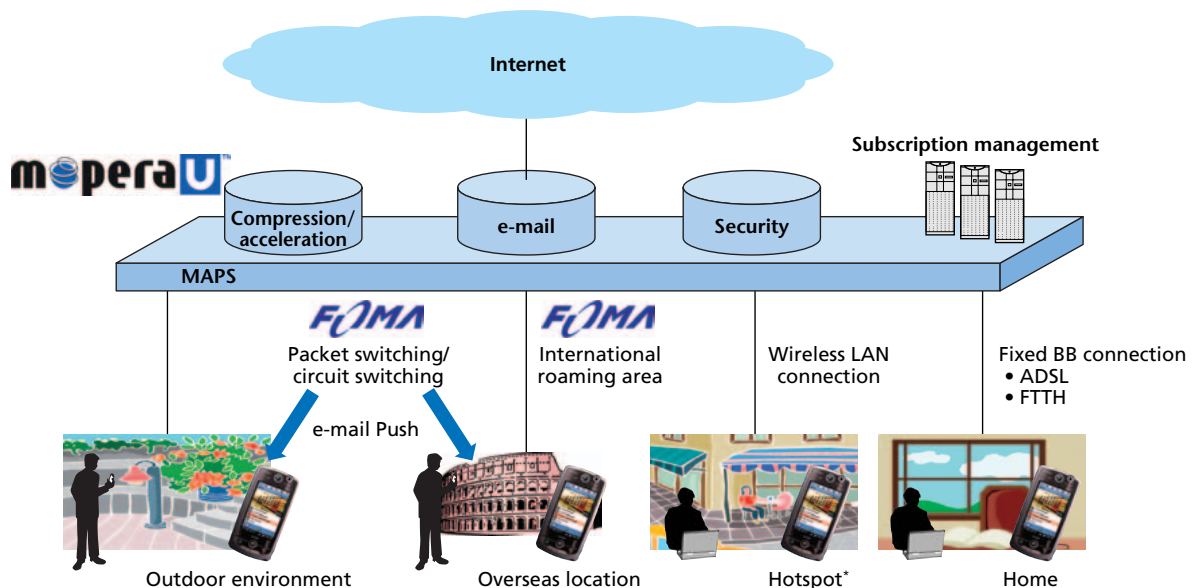 Internet
moperaU™
Subscription management
Compression/
acceleration
e-mail
Security
MAPS
FOMA
Packet switching/
circuit switching
FOMA
International
roaming area
Wireless LAN
connection
Fixed BB connection
• ADSL
• FTTH
e-mail Push
Outdoor environment
Overseas location
Hotspot*
Home